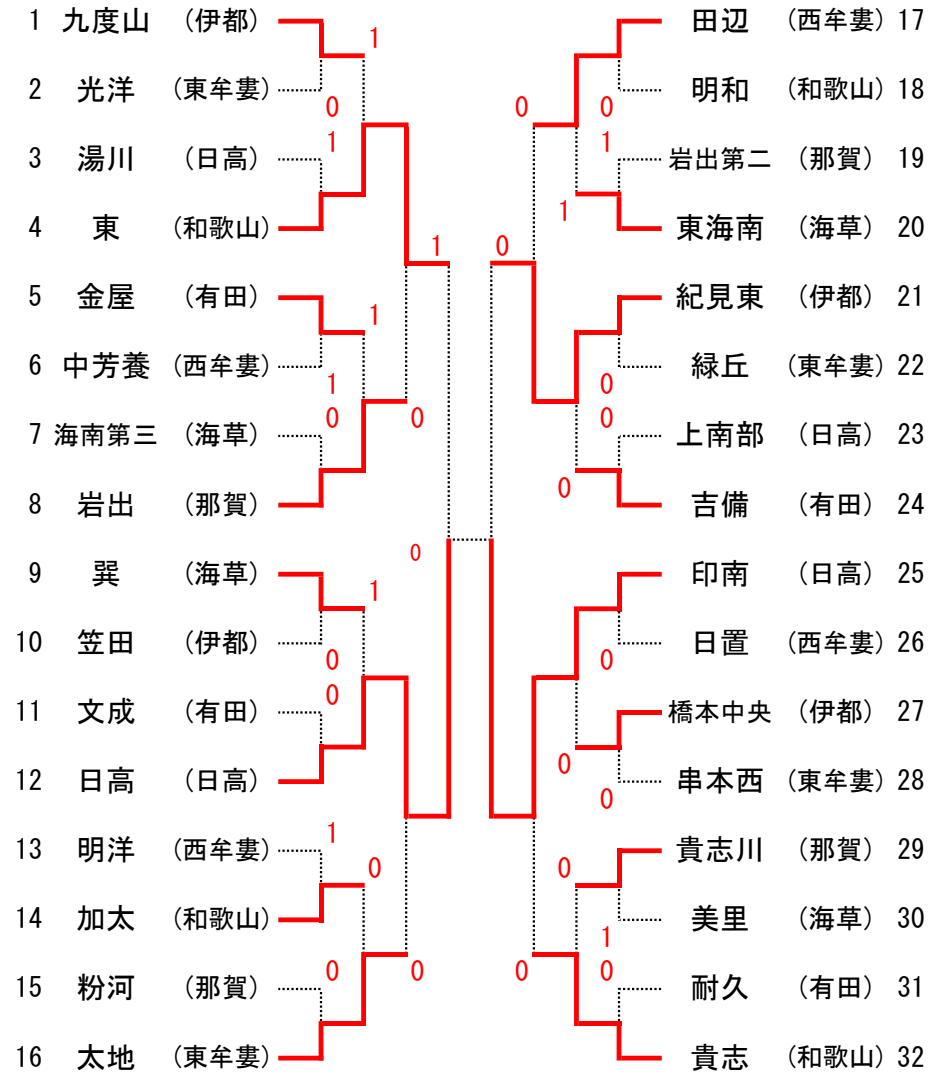 1 九度山 (伊都)
2 光洋 (東牟婁)
3 湯川 (日高)
4 東 (和歌山)
5 金屋 (有田)
6 中芳養 (西牟婁)
7 海南第三 (海草)
8 岩出 (那賀)
9 巽 (海草)
10 笠田 (伊都)
11 文成 (有田)
12 日高 (日高)
13 明洋 (西牟婁)
14 加太 (和歌山)
15 粉河 (那賀)
16 太地 (東牟婁)
1
0
1
1
1
0
1
0
0
1
0
0
1
0
0
0
田辺 (西牟婁) 17
明和 (和歌山) 18
岩出第二 (那賀) 19
東海南 (海草) 20
紀見東 (伊都) 21
緑丘 (東牟婁) 22
上南部 (日高) 23
吉備 (有田) 24
印南 (日高) 25
日置 (西牟婁) 26
橋本中央 (伊都) 27
串本西 (東牟婁) 28
貴志川 (那賀) 29
美里 (海草) 30
耐久 (有田) 31
貴志 (和歌山) 32
0
0
1
1
0
0
0
0
0
0
0
0
1
0
0